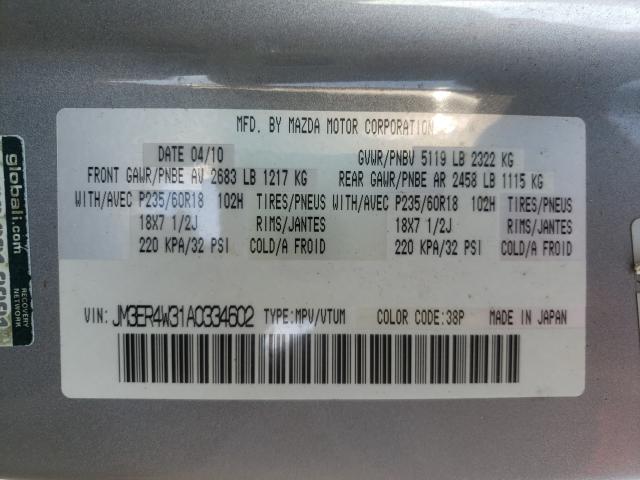 MFD. BY MAZDA MOTOR CORPORATION
DATE 04/10 GVWR/PNBV 5119 LB 2322 KG
FRONT GAWR/PNBE AV 2683 LB 1217 KG REAR GAWR/PNBE AR 2458 LB 1115 KG
WITH/AVEC P235/60R18 102H TIRES/PNEUS WITH/AVEC P235/60R18 102H TIRES/PNEUS
18X7 1/2J RIMS/JANTES 18X7 1/2J RIMS/JANTES
220 KPA/32 PSI COLD/A FROID 220 KPA/32 PSI COLD/A FROID
VIN: JM3ER4W31A0334602 TYPE:MPV/VTUM COLOR CODE:38P MADE IN JAPAN
globali.com
RECOVERY
NETWORK